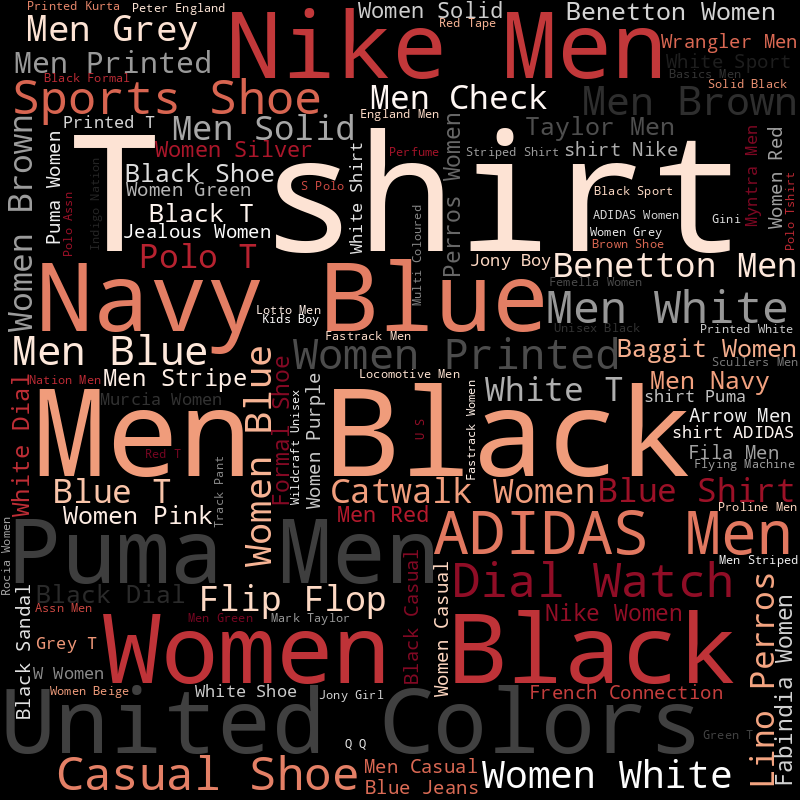 Printed Kurta
Peter England
Women Solid
Benetton Women
Men Grey
Nike Men
Red Tape
Wrangler Men
Men Printed
White Sport
Black Formal
Basics Men
Sports Shoe
Men Check
Solid Black
Men Brown
Printed T
Men Solid
England Men
Taylor Men
Women Brown
Puma Women
T shirt
Women Silver
White Shirt
Perfume
Perros Women
Striped Shirt
shirt Nike
Myntra Men
Women Red
Black Shoe
Women Green
S Polo
Black Sport
Polo Tshirt
Polo Assn
Indigo Nation
Black T
ADIDAS Women
Gini
Jealous Women
Women Grey
Polo T
Brown Shoe
Multi Coloured
Jony Boy
Benetton Men
Navy Blue
Femella Women
Lotto Men
Kids Boy
Men White
Unisex Black
Printed White
Men Blue
Fastrack Men
Women Printed
Baggit Women
Scullers Men
Nation Men
Men Stripe
Women Blue
Formal Shoe
Locomotive Men
White T
Men Navy
White Dial
Murcia Women
Wildcraft Unisex
Women Purple
Men Black
U S
Fastrack Women
shirt Puma
Arrow Men
shirt ADIDAS
Red T
Fila Men
Flying Machine
Track Pant
Blue T
Catwalk Women
Blue Shirt
Women Pink
Men Red
Proline Men
Rocia Women
Puma Men
ADIDAS Men
Men Striped
Black Sandal
Black Dial
Flip Flop
Black Casual
Women Casual
Dial Watch
Lino Perros
Fabindia Women
Assn Men
Men Green
Mark Taylor
Nike Women
Grey T
Women Black
W Women
Women Beige
White Shoe
Jony Girl
French Connection
United Colors
Green T
Q Q
Casual Shoe
Men Casual
Women White
Blue Jeans